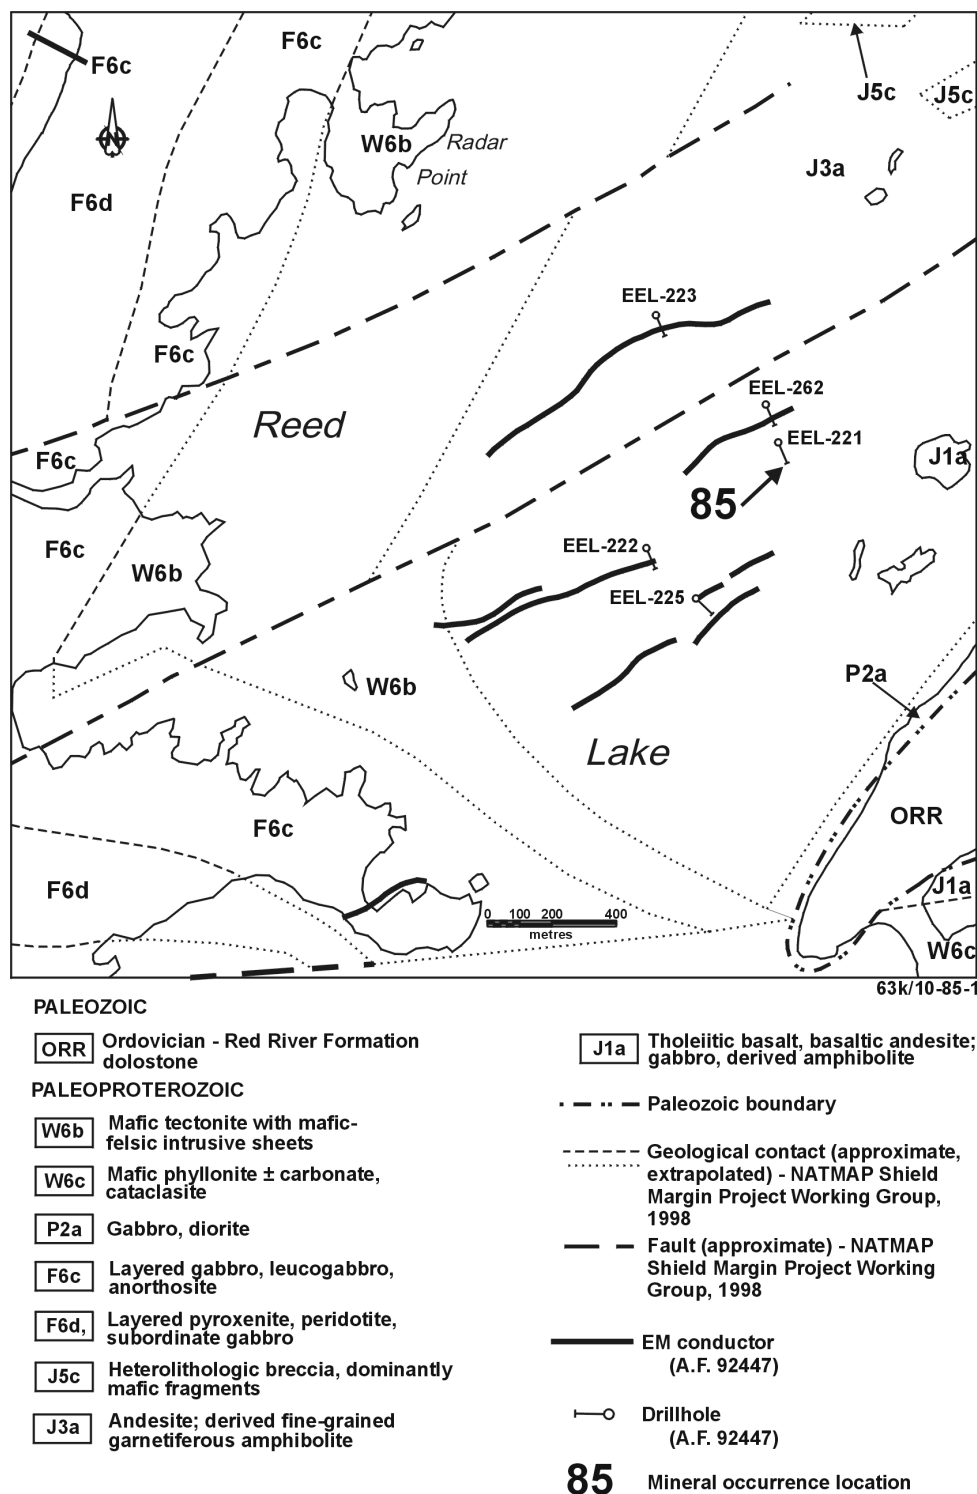 F6c
F6c
J5c
J5c
N
W6b
Radar
Point
J3a
F6d
EEL-223
F6c
EEL-262
Reed
EEL-221
F6c
J1a
85
F6c
EEL-222
W6b
EEL-225
P2a
W6b
Lake
ORR
F6c
F6d
J1a
0 100 200 400
metres
W6c
63k/10-85-1
PALEOZOIC
ORR Ordovician - Red River Formation
dolostone
PALEOPROTEROZOIC
W6b Mafic tectonite with mafic-
felsic intrusive sheets
W6c Mafic phyllonite ± carbonate,
cataclasite
P2a Gabbro, diorite
F6c Layered gabbro, leucogabbro,
anorthosite
F6d, Layered pyroxenite, peridotite,
subordinate gabbro
J5c Heterolithologic breccia, dominantly
mafic fragments
J3a Andesite; derived fine-grained
garnetiferous amphibolite
J1a Tholeiitic basalt, basaltic andesite;
gabbro, derived amphibolite
Paleozoic boundary
Geological contact (approximate,
extrapolated) - NATMAP Shield
Margin Project Working Group,
1998
Fault (approximate) - NATMAP
Shield Margin Project Working
Group, 1998
EM conductor
(A.F. 92447)
Drillhole
(A.F. 92447)
85 Mineral occurrence location